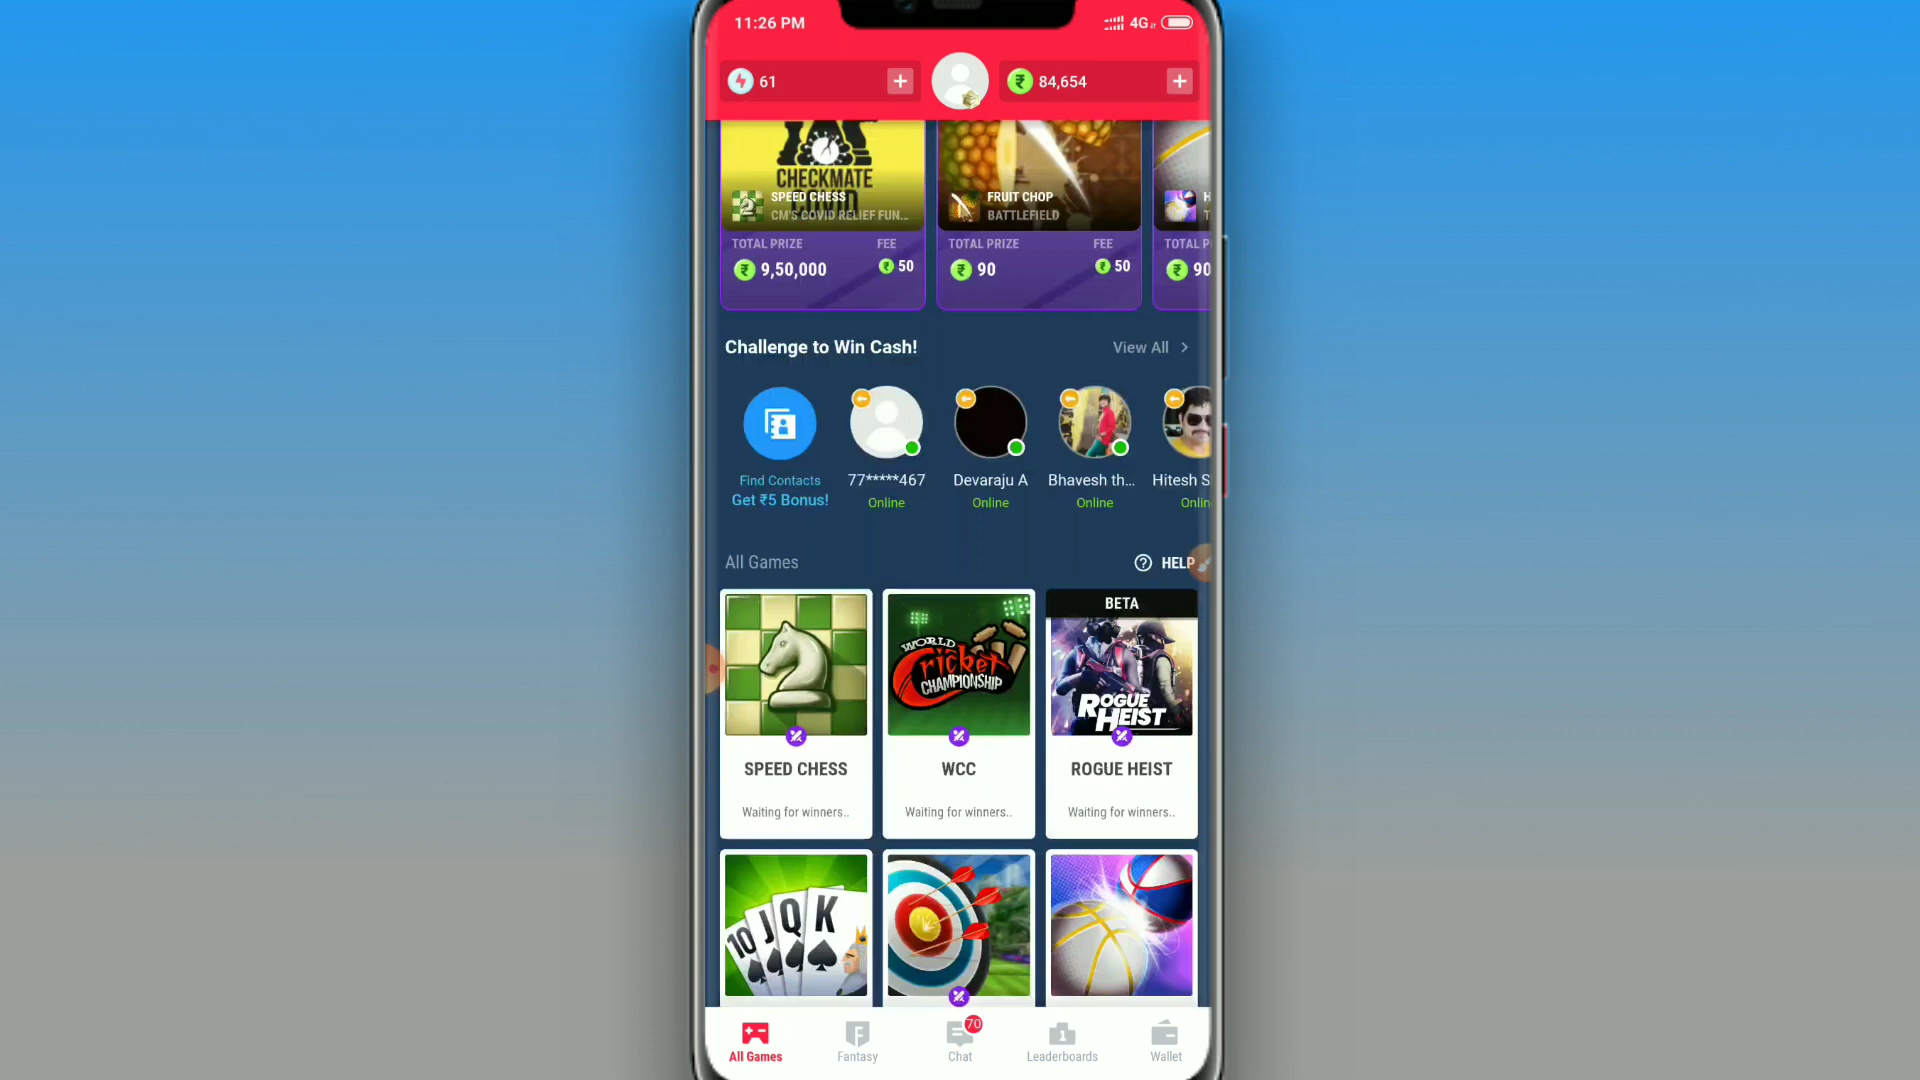 11:26 PM
4G
61
84,654
CHECKMATE
COVID
SPEED CHESS
CM'S COVID RELIEF FUN...
FRUIT CHOP
BATTLEFIELD
H
T
TOTAL PRIZE
FEE
9,50,000
50
TOTAL PRIZE
FEE
90
50
TOTAL P
90
Challenge to Win Cash!
View All
Find Contacts
Get ₹5 Bonus!
77*****467
Online
Devaraju A
Online
Bhavesh th...
Online
Hitesh S
Onlin
All Games
HELP
WORLD
Cricket
CHAMPIONSHIP
BETA
ROGUE
HEIST
SPEED CHESS
Waiting for winners..
WCC
Waiting for winners..
ROGUE HEIST
Waiting for winners..
10 J Q K
All Games
Fantasy
70
Chat
1
Leaderboards
Wallet